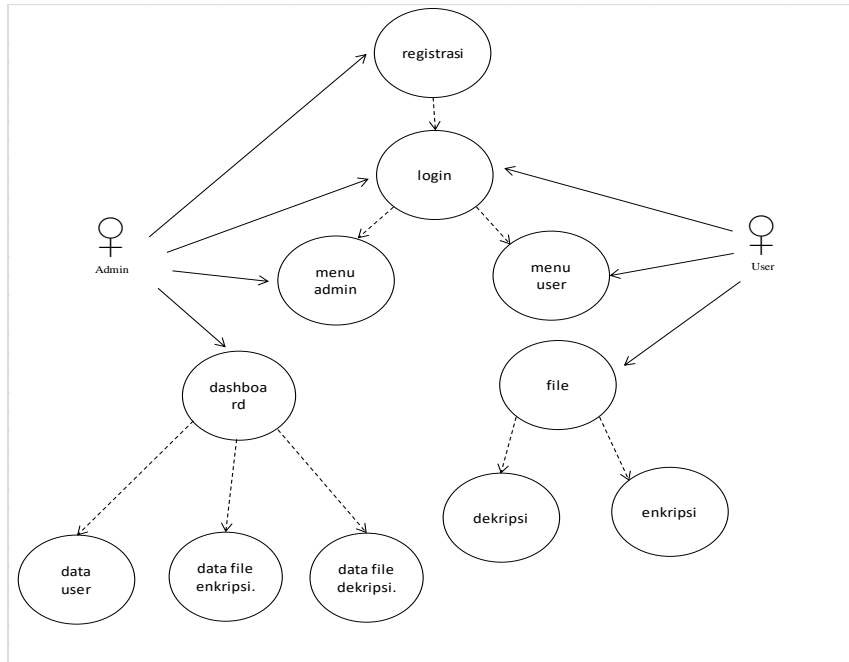 registrasi
login
Admin
User
menu
admin
menu
user
dashboa
rd
file
dekripsi
enkripsi
data
user
data file
enkripsi.
data file
dekripsi.